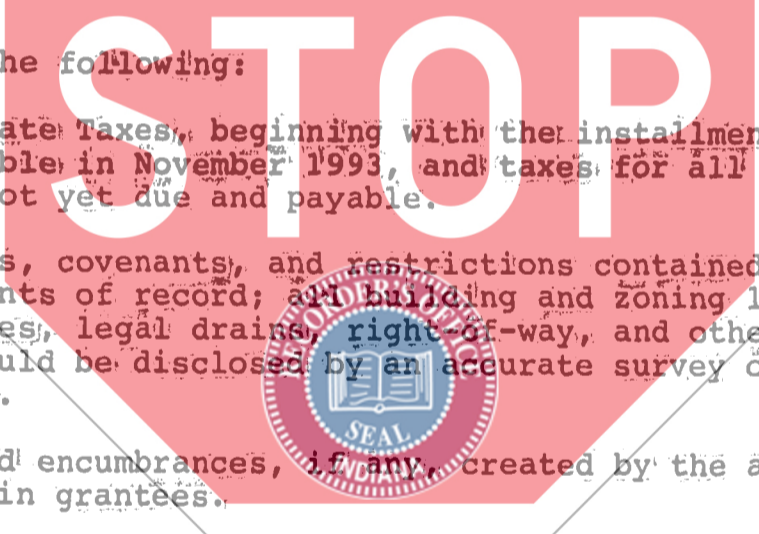 STOP
he following:
ate Taxes, beginning with the installmen
ble in November 1993, and taxes for all
ot yet due and payable.
s, covenants, and restrictions contained
nts of record; all building and zoning l
es, legal drains, right-of-way, and othe
uld be disclosed by an accurate survey o
.
d encumbrances, if any, created by the a
in grantees.
RECORDER'S OFFICE
SEAL
INDIANA